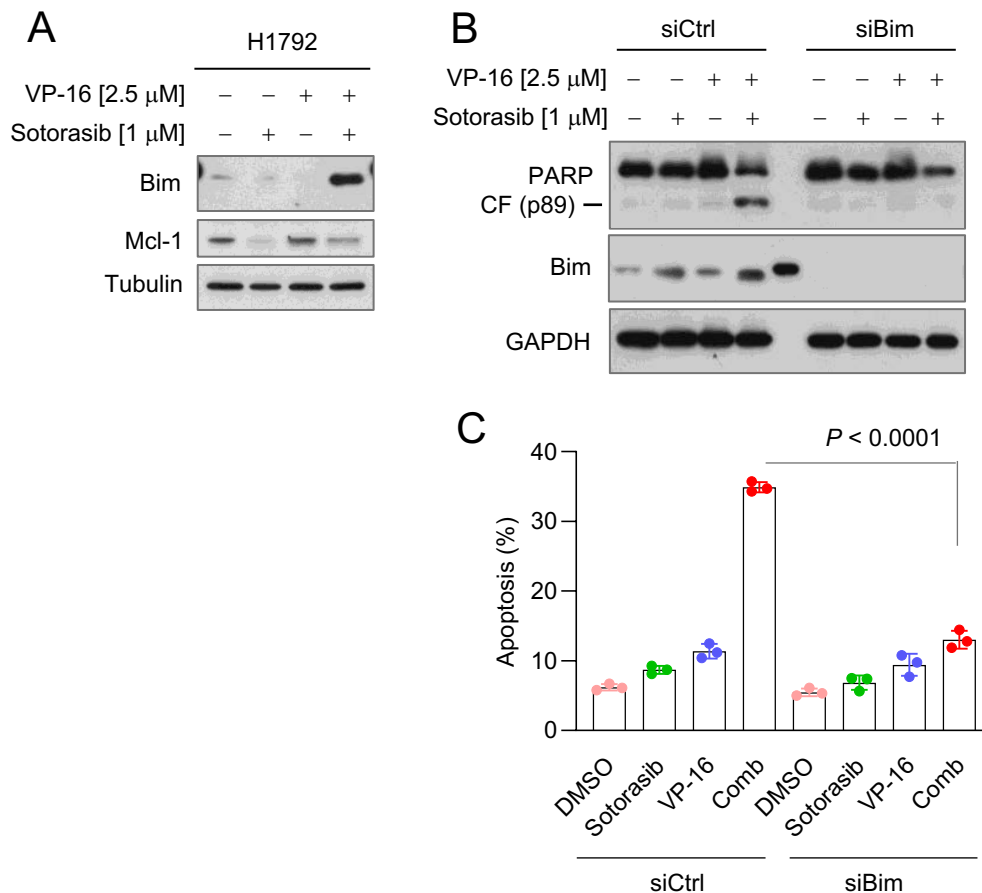 A
H1792
VP-16 [2.5 μM] – – + +
Sotorasib [1 μM] – + – +
Bim
Mcl-1
Tubulin
B
siCtrl siBim
VP-16 [2.5 μM] – – + + – – + +
Sotorasib [1 μM] – + – + – + – +
PARP
CF (p89)
Bim
GAPDH
C
P < 0.0001
Apoptosis (%)
40
30
20
10
0
DMSO Sotorasib VP-16 Comb DMSO Sotorasib VP-16 Comb
siCtrl siBim